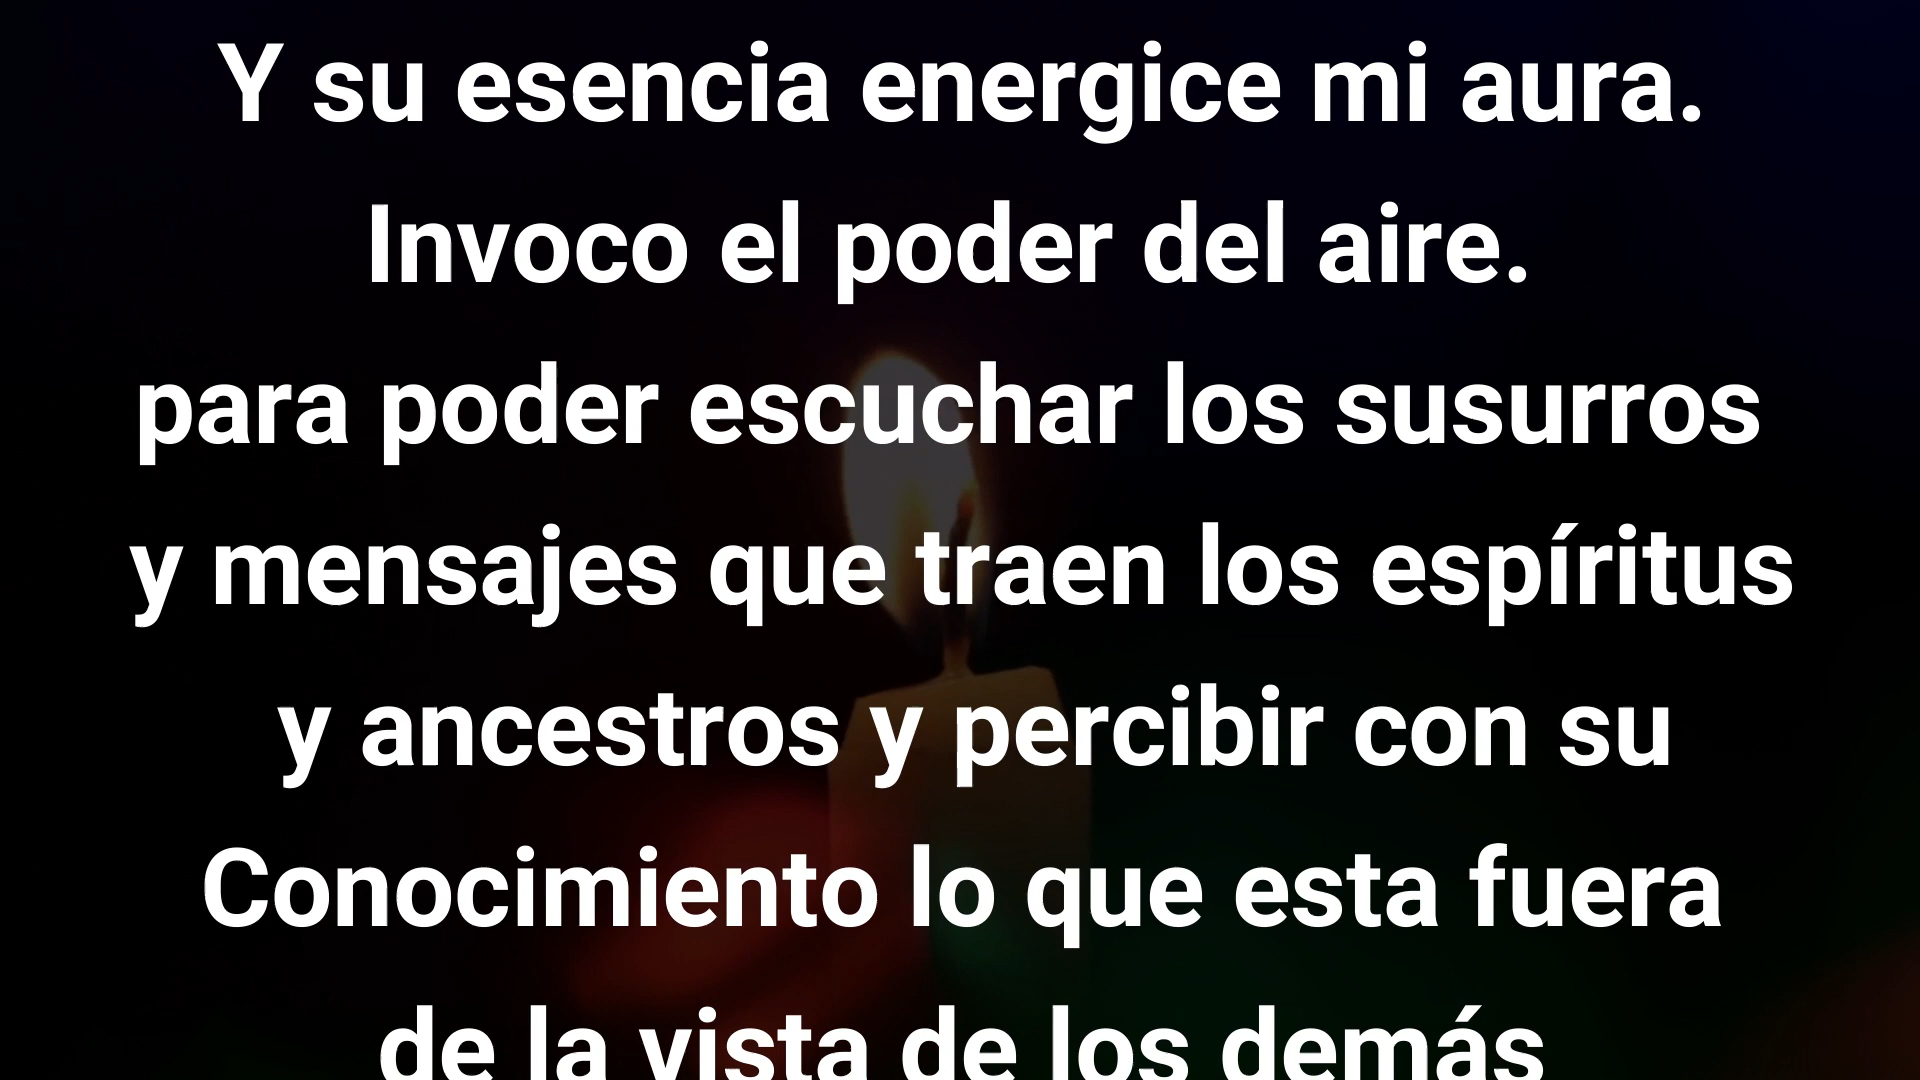 Y su esencia energice mi aura.
Invoco el poder del aire.
para poder escuchar los susurros
y mensajes que traen los espíritus
y ancestros y percibir con su
Conocimiento lo que esta fuera
de la vista de los demás